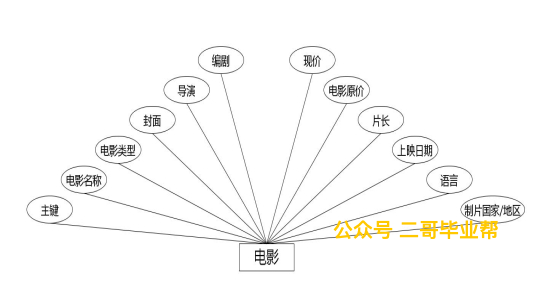 编剧
现价
导演
电影原价
封面
片长
电影类型
上映日期
电影名称
语言
主键
制片国家/地区
公众号 二哥毕业帮
电影